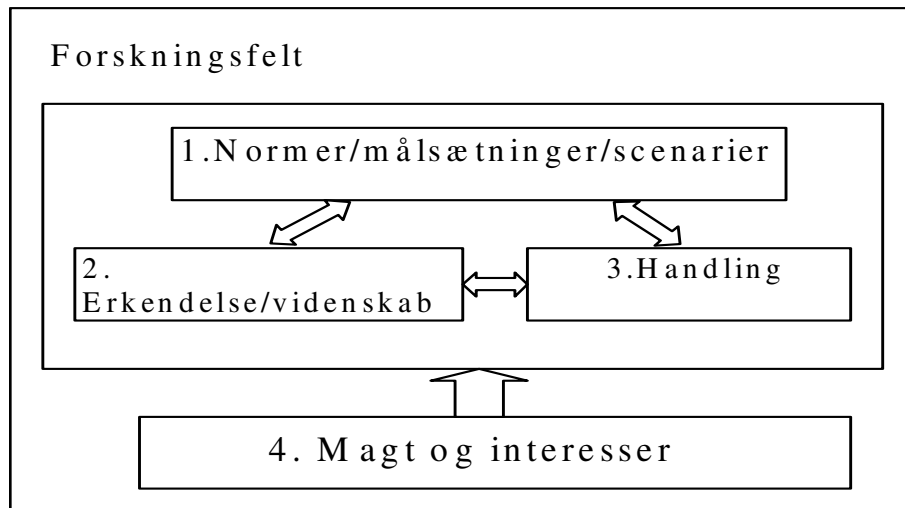 Forskningsfelt
1.Normer/målsætninger/scenarier
2.
Erkendelse/videnskab
3.Handling
4. Magt og interesser